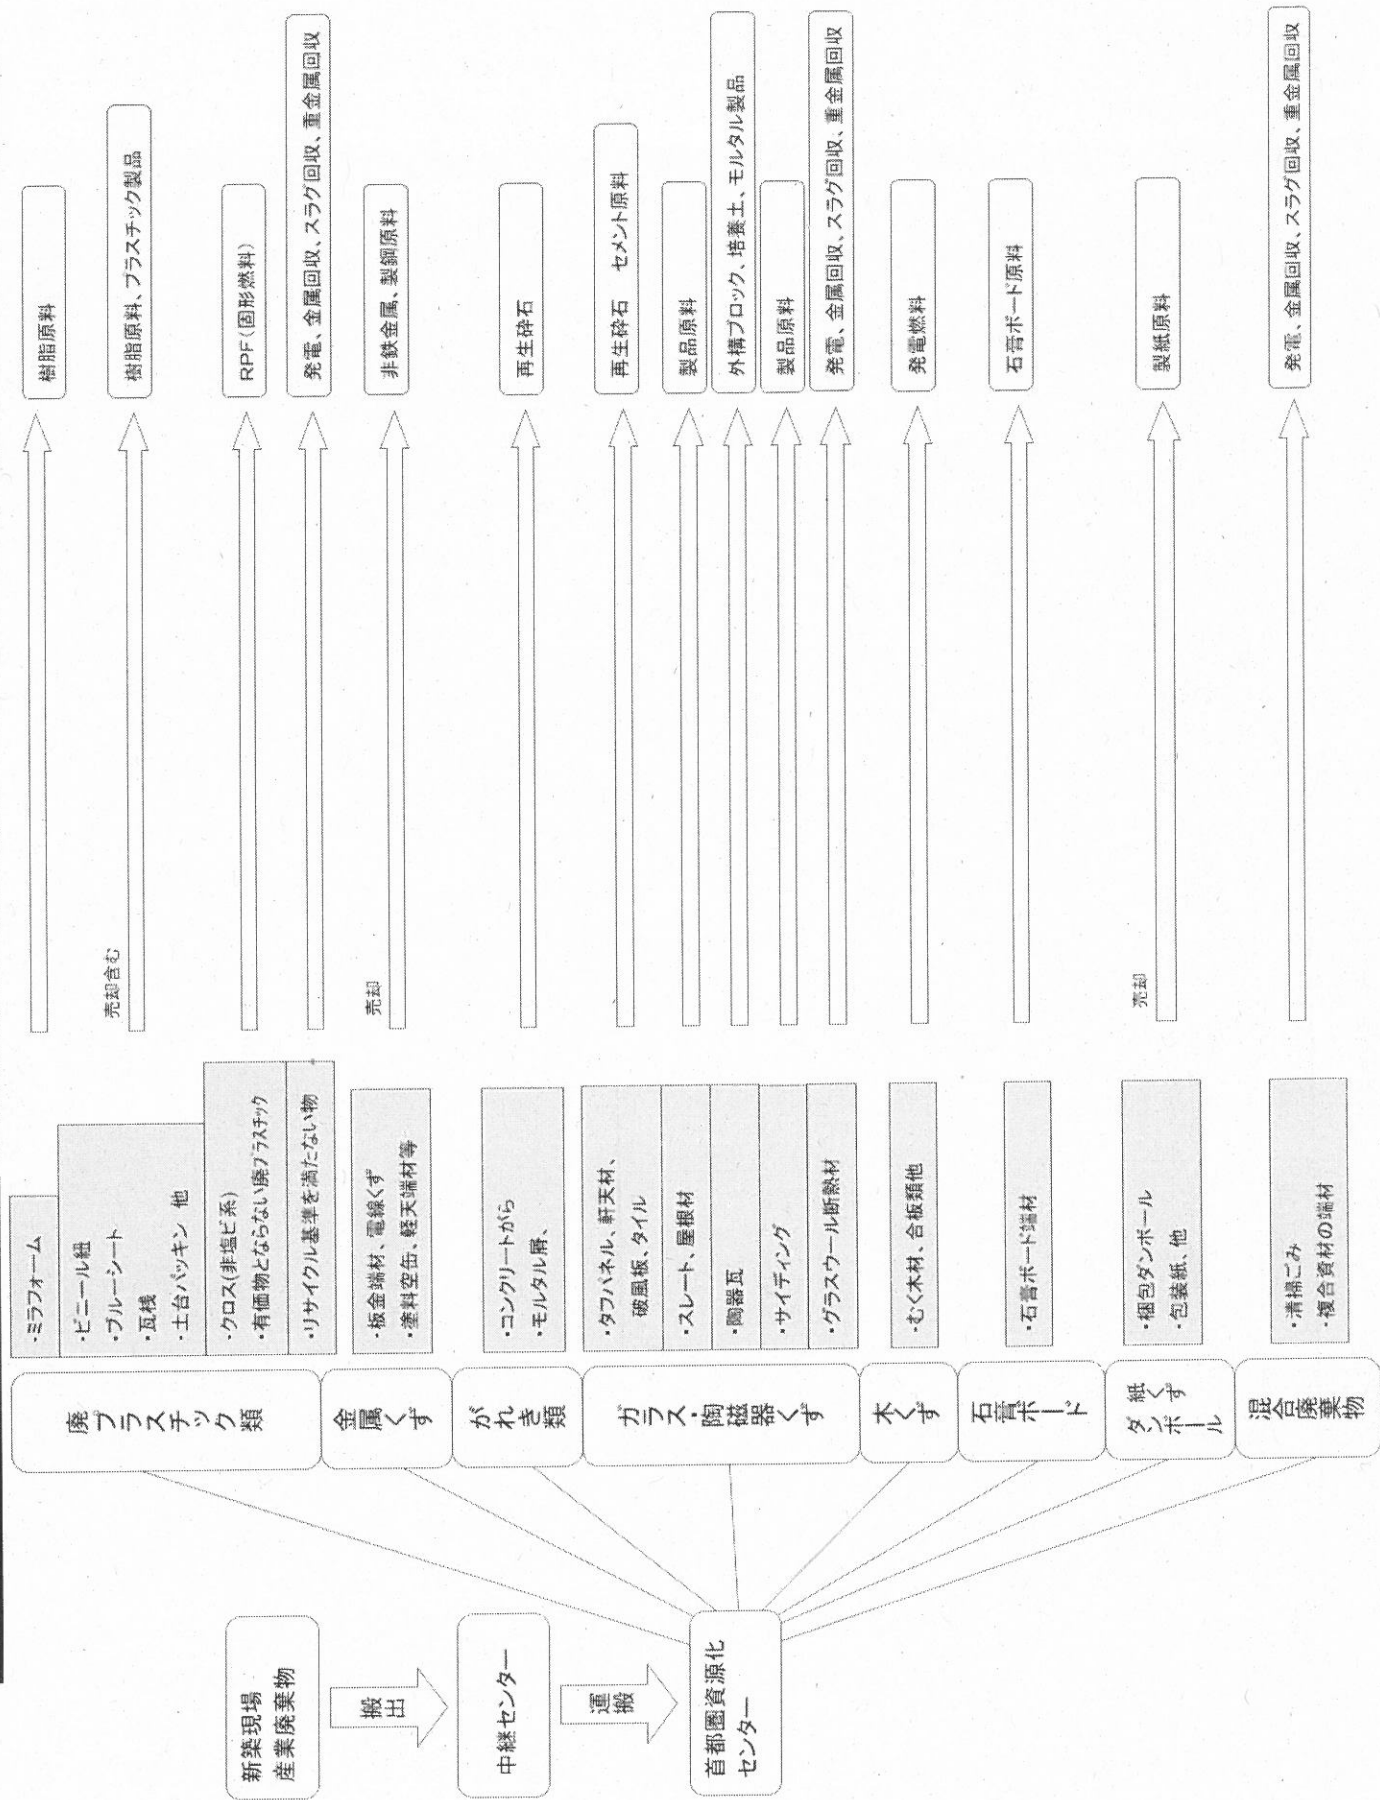 新築現場
産業廃棄物
搬出
中継センター
運搬
首都圏資源化
センター
廃プラスチック類
・ミラフォーム
樹脂原料
・ビニール紐
・ブルーシート
・瓦桟
・土台パッキン 他
売却含む
樹脂原料、プラスチック製品
・クロス(非塩ビ系)
・有価物とならない廃プラスチック
RPF(固形燃料)
・リサイクル基準を満たない物
発電、金属回収、スラグ回収、重金属回収
金属くず
・板金端材、電線くず
・塗料空缶、軽天端材等
売却
非鉄金属、製鋼原料
がれき類
・コンクリートがら
・モルタル屑、
再生砕石
ガラス・陶磁器くず
・タフパネル、軒天材、
破風板、タイル
再生砕石 セメント原料
・スレート、屋根材
製品原料
・陶器瓦
外構ブロック、培養土、モルタル製品
・サイディング
製品原料
・グラスウール断熱材
発電、金属回収、スラグ回収、重金属回収
木くず
・むく木材、合板類他
発電燃料
石膏ボード
・石膏ボード端材
石膏ボード原料
紙くず
ダンボール
・梱包ダンボール
・包装紙、他
売却
製紙原料
混合廃棄物
・清掃ごみ
・複合資材の端材
発電、金属回収、スラグ回収、重金属回収